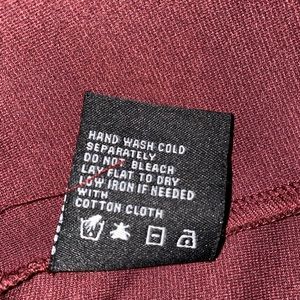 HAND WASH COLD
SEPARATELY
DO NOT BLEACH
LAY FLAT TO DRY
LOW IRON IF NEEDED
WITH
COTTON CLOTH